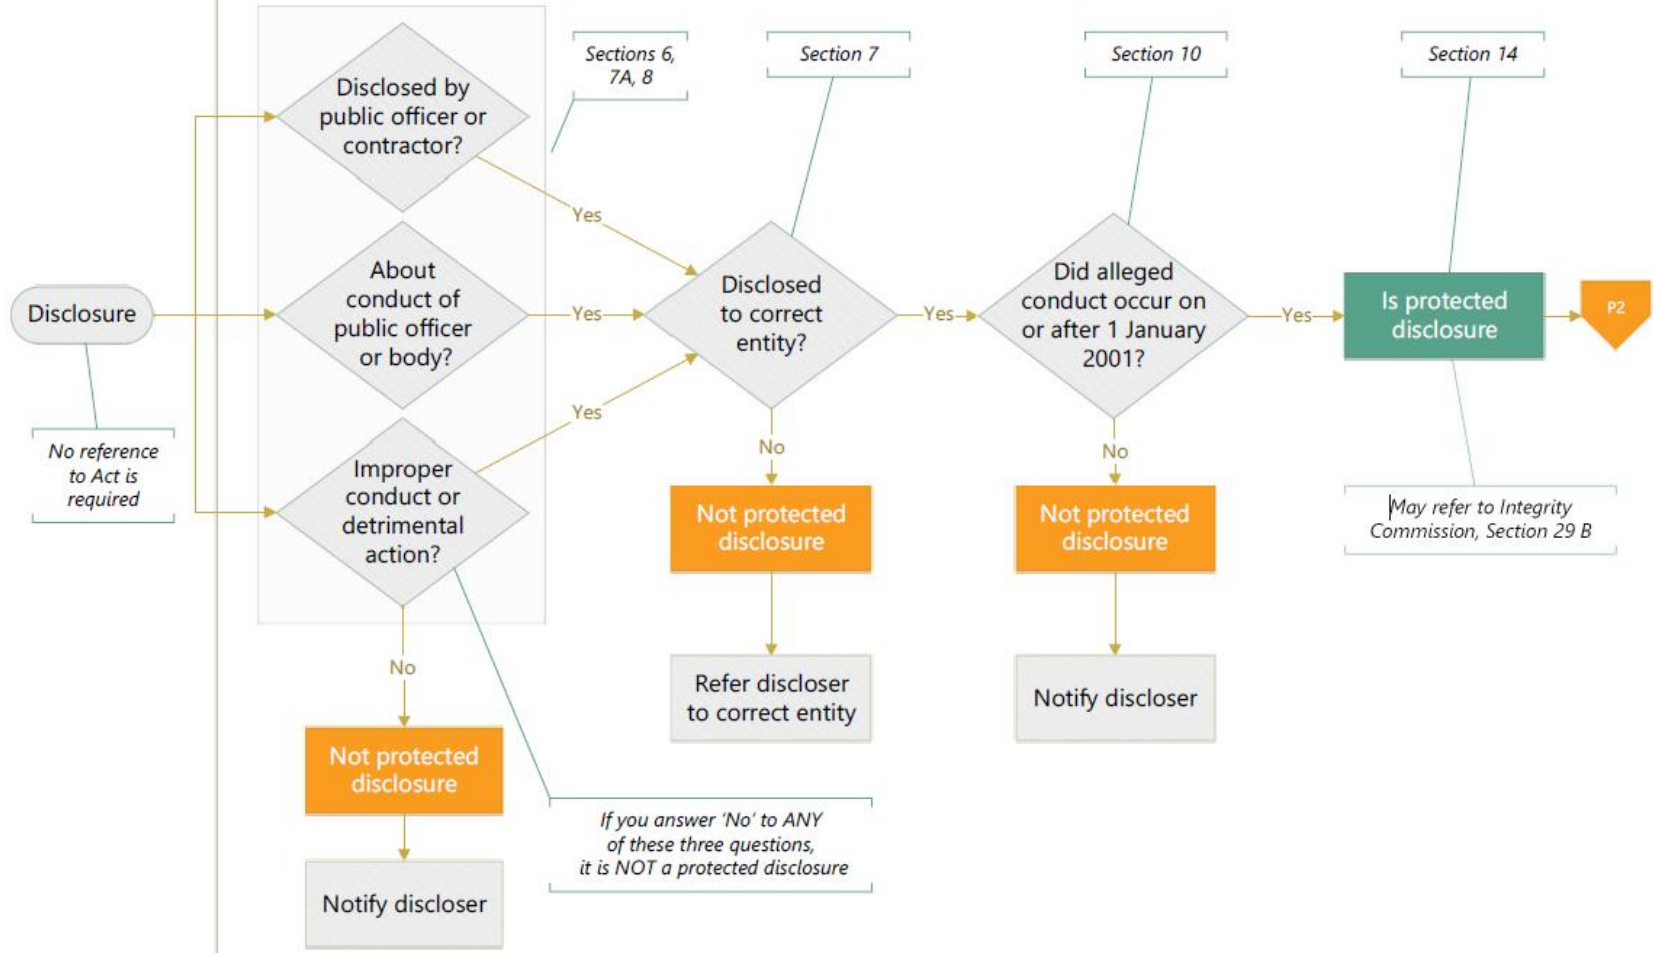 Disclosure
No reference
to Act is
required
Disclosed by
public officer or
contractor?
Sections 6,
7A, 8
Yes
About
conduct of
public officer
or body?
Yes
Improper
conduct or
detrimental
action?
Yes
No
Not protected
disclosure
Notify discloser
If you answer 'No' to ANY
of these three questions,
it is NOT a protected disclosure
Section 7
Disclosed
to correct
entity?
Yes
No
Not protected
disclosure
Refer discloser
to correct entity
Section 10
Did alleged
conduct occur on
or after 1 January
2001?
Yes
No
Not protected
disclosure
Notify discloser
Section 14
Is protected
disclosure
P2
May refer to Integrity
Commission, Section 29 B